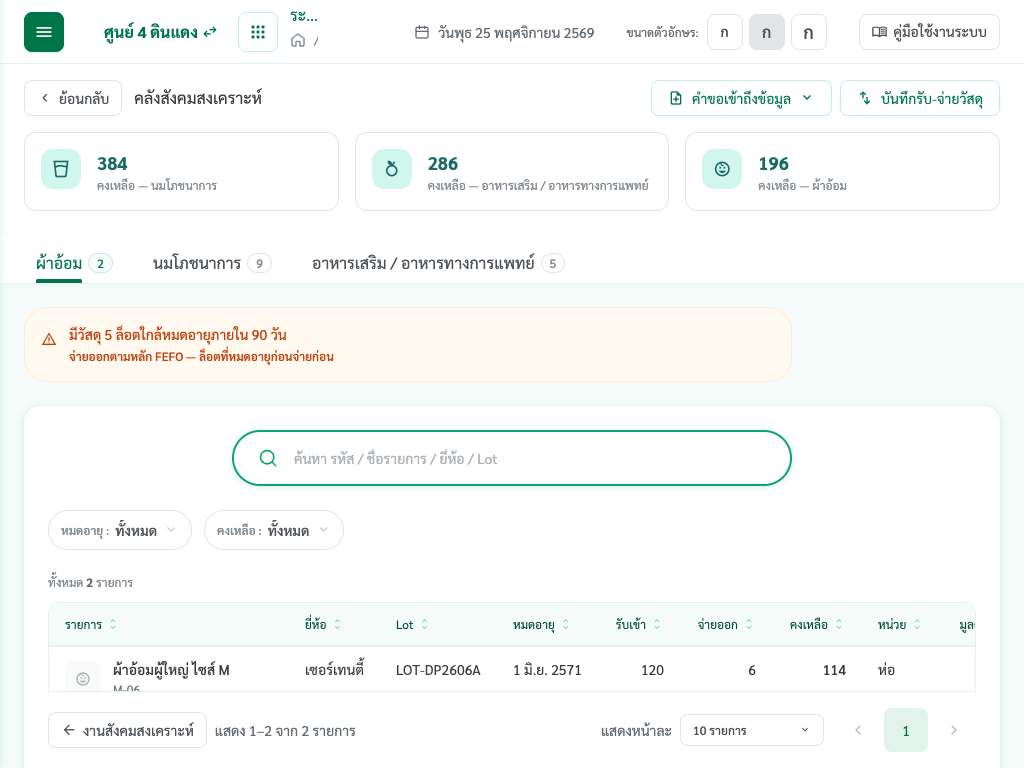 ศูนย์ 4 ดินแดง
ระ...
/
วันพุธ 25 พฤศจิกายน 2569
ขนาดตัวอักษร:
ก
ก
ก
คู่มือใช้งานระบบ
ย้อนกลับ
คลังสังคมสงเคราะห์
คำขอเข้าถึงข้อมูล
บันทึกรับ-จ่ายวัสดุ
384
คงเหลือ — นมโภชนาการ
286
คงเหลือ — อาหารเสริม / อาหารทางการแพทย์
196
คงเหลือ — ผ้าอ้อม
ผ้าอ้อม 2
นมโภชนาการ 9
อาหารเสริม / อาหารทางการแพทย์ 5
มีวัสดุ 5 ล็อตใกล้หมดอายุภายใน 90 วัน
จ่ายออกตามหลัก FEFO — ล็อตที่หมดอายุก่อนจ่ายก่อน
ค้นหา รหัส / ชื่อรายการ / ยี่ห้อ / Lot
หมดอายุ : ทั้งหมด
คงเหลือ : ทั้งหมด
ทั้งหมด 2 รายการ
รายการ ยี่ห้อ Lot หมดอายุ รับเข้า จ่ายออก คงเหลือ หน่วย มูล
ผ้าอ้อมผู้ใหญ่ ไซส์ M เซอร์เทนตี้ LOT-DP2606A 1 มิ.ย. 2571 120 6 114 ห่อ
M-06
งานสังคมสงเคราะห์
แสดง 1–2 จาก 2 รายการ
แสดงหน้าละ
10 รายการ
1